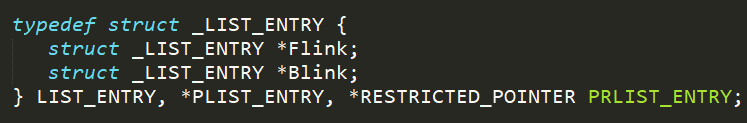 typedef struct _LIST_ENTRY {
   struct _LIST_ENTRY *Flink;
   struct _LIST_ENTRY *Blink;
} LIST_ENTRY, *PLIST_ENTRY, *RESTRICTED_POINTER PRLIST_ENTRY;